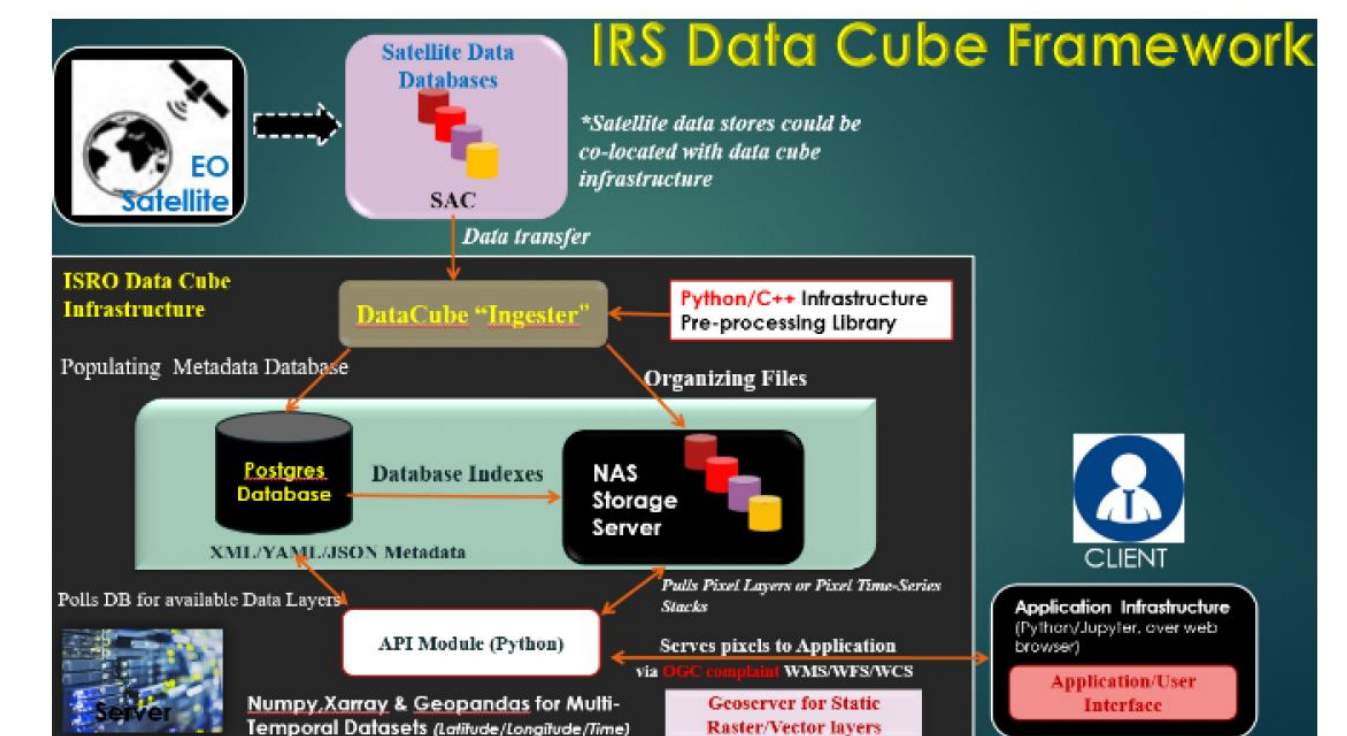 IRS Data Cube Framework
EO
Satellite
Satellite Data
Databases
SAC
*Satellite data stores could be
co-located with data cube
infrastructure
Data transfer
ISRO Data Cube
Infrastructure
DataCube "Ingester"
Python/C++ Infrastructure
Pre-processing Library
Populating Metadata Database
Organizing Files
Postgres
Database
Database Indexes
NAS
Storage
Server
XML/YAML/JSON Metadata
CLIENT
Polls DB for available Data Layers
Pulls Pixel Layers or Pixel Time-Series
Stacks
API Module (Python)
Serves pixels to Application
via OGC complaint WMS/WFS/WCS
Application Infrastructure
(Python/Jupyter, over web
browser)
Application/User
Interface
Server
Numpy,Xarray & Geopandas for Multi-
Temporal Datasets (Latitude/Longitude/Time)
Geoserver for Static
Raster/Vector layers